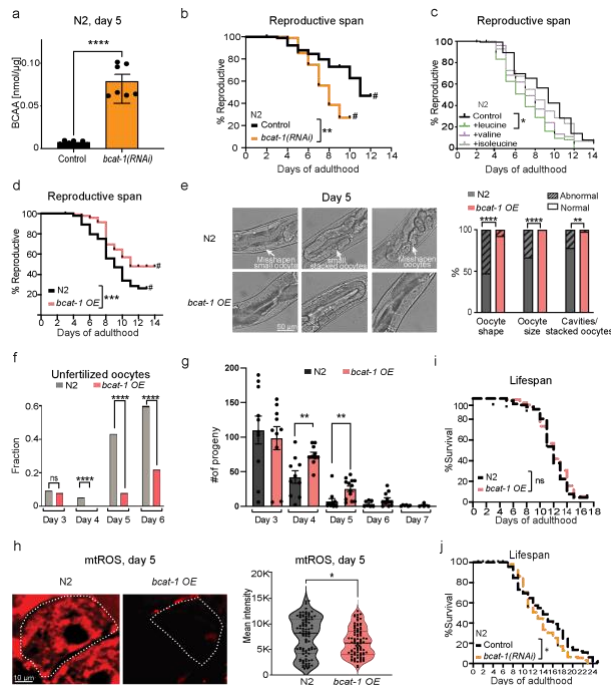 a
N2, day 5
****
BCAA [nmol/μg]
0.10
0.05
0
Control
bcat-1(RNAi)
b
Reproductive span
% Reproductive
100
80
60
40
20
0
#
#
N2
Control
bcat-1(RNAi)
**
0 2 4 6 8 10 12 14
Days of adulthood
c
Reproductive span
% Reproductive
100
80
60
40
20
0
N2
Control
+leucine
+valine
+isoleucine
*
0 2 4 6 8 10 12 14
Days of adulthood
d
Reproductive span
% Reproductive
100
80
60
40
20
0
#
#
N2
bcat-1 OE
***
0 2 4 6 8 10 12 14
Days of adulthood
e
Day 5
N2
Misshapen
small oocyte
small
stacked oocytes
Misshapen
oocytes
bcat-1 OE
50 μm
N2
bcat-1 OE
Abnormal
Normal
**** **** **
%
100
80
60
40
20
0
Oocyte
shape
Oocyte
size
Cavities/
stacked oocytes
f
Unfertilized oocytes
N2
bcat-1 OE
Fraction
0.6
0.4
0.2
0
ns
****
****
****
Day 3 Day 4 Day 5 Day 6
g
N2 bcat-1 OE
#of progeny
200
150
100
50
0
**
**
Day 3 Day 4 Day 5 Day 6 Day 7
i
Lifespan
%Survival
100
80
60
40
20
0
N2
bcat-1 OE
ns
0 2 4 6 8 10 12 14 16 18
Days of adulthood
h
mtROS, day 5
N2
bcat-1 OE
10 μm
mtROS, day 5
Mean intensity
20K
15K
10K
5K
0
*
N2
bcat-1 OE
j
Lifespan
%Survival
100
80
60
40
20
0
N2
Control
bcat-1(RNAi)
*
0 2 4 6 8 10 12 14 16 18 20 22 24 26
Days of adulthood